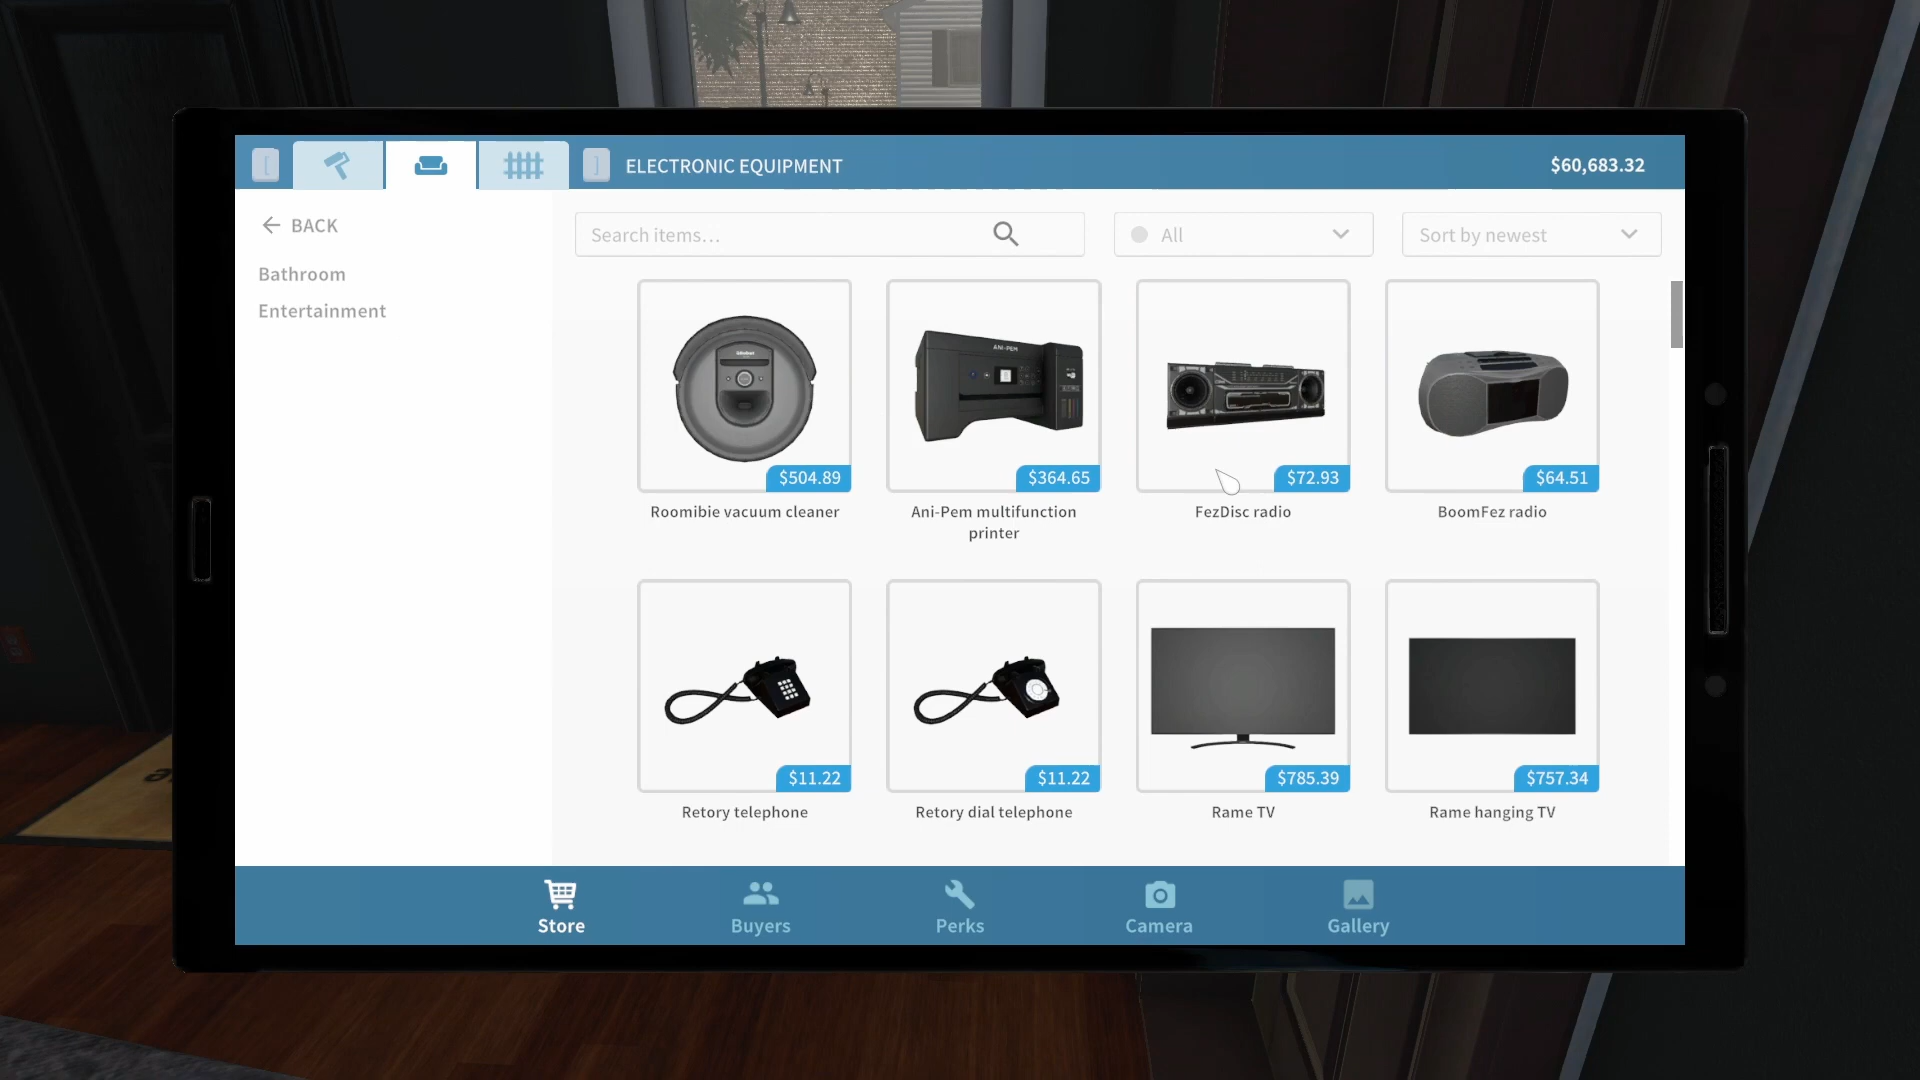 [
]
ELECTRONIC EQUIPMENT
$60,683.32
BACK
Bathroom
Entertainment
Search items...
All
Sort by newest
ANI-PEM
$504.89
$364.65
$72.93
$64.51
Roomibie vacuum cleaner
Ani-Pem multifunction
printer
FezDisc radio
BoomFez radio
$11.22
$11.22
$785.39
$757.34
Retory telephone
Retory dial telephone
Rame TV
Rame hanging TV
Store
Buyers
Perks
Camera
Gallery